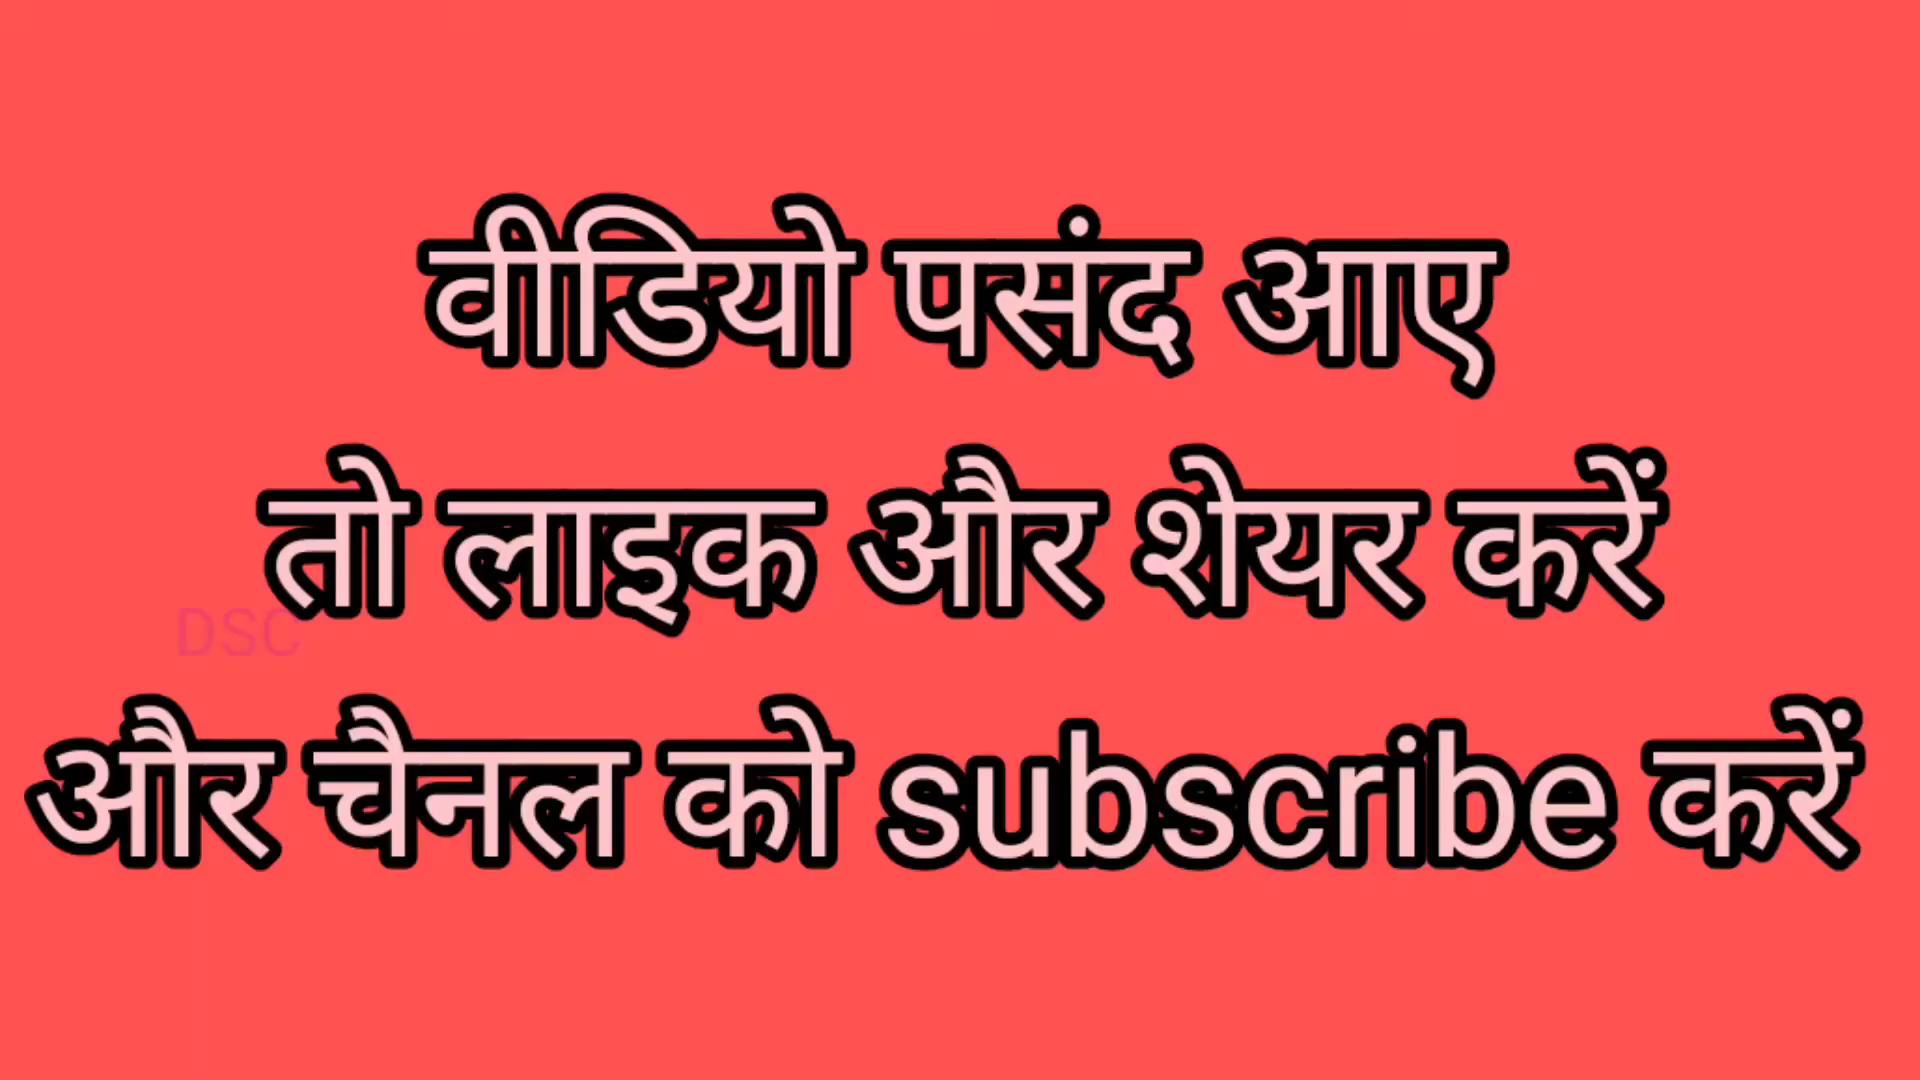 वीडियो पसंद आए
तो लाइक और शेयर करें
DSC
और चैनल को subscribe करें